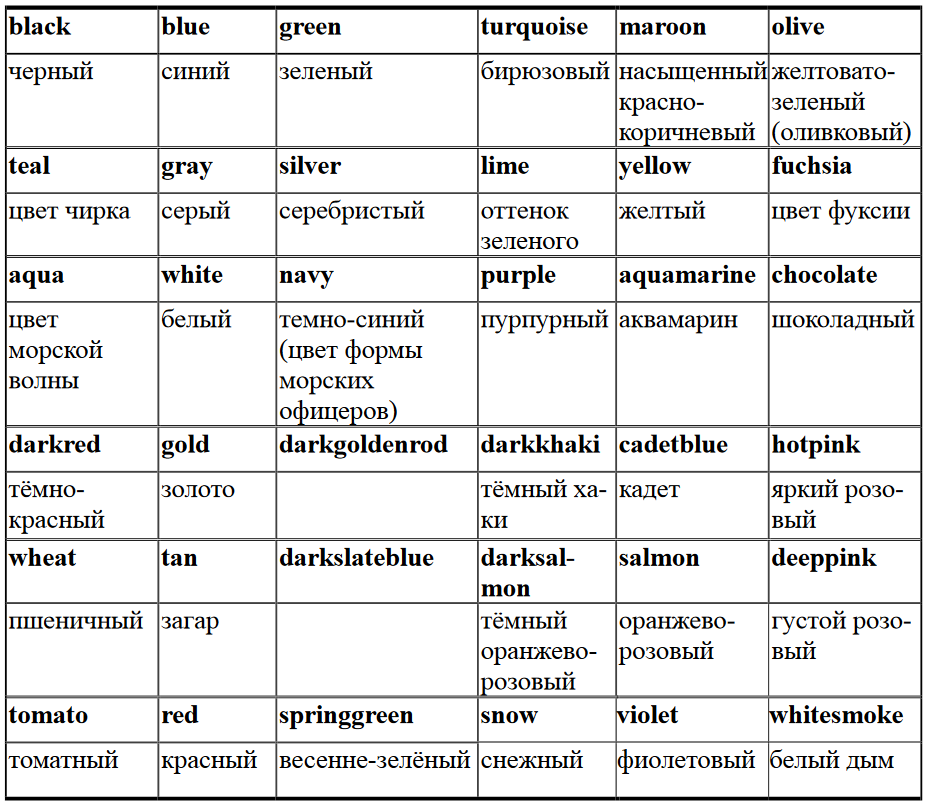 black blue green turquoise maroon olive
черный синий зеленый бирюзовый насыщенный желтовато-
красно- зеленый
коричневый (оливковый)
teal gray silver lime yellow fuchsia
цвет чирка серый серебристый оттенок желтый цвет фуксии
зеленого
aqua white navy purple aquamarine chocolate
цвет белый темно-синий пурпурный аквамарин шоколадный
морской (цвет формы
волны морских
офицеров)
darkred gold darkgoldenrod darkkhaki cadetblue hotpink
тёмно- золото тёмный ха- кадет яркий розо-
красный ки вый
wheat tan darkslateblue darksal- salmon deeppink
mon
пшеничный загар тёмный оранжево- густой розо-
оранжево- розовый вый
розовый
tomato red springgreen snow violet whitesmoke
томатный красный весенне-зелёный снежный фиолетовый белый дым